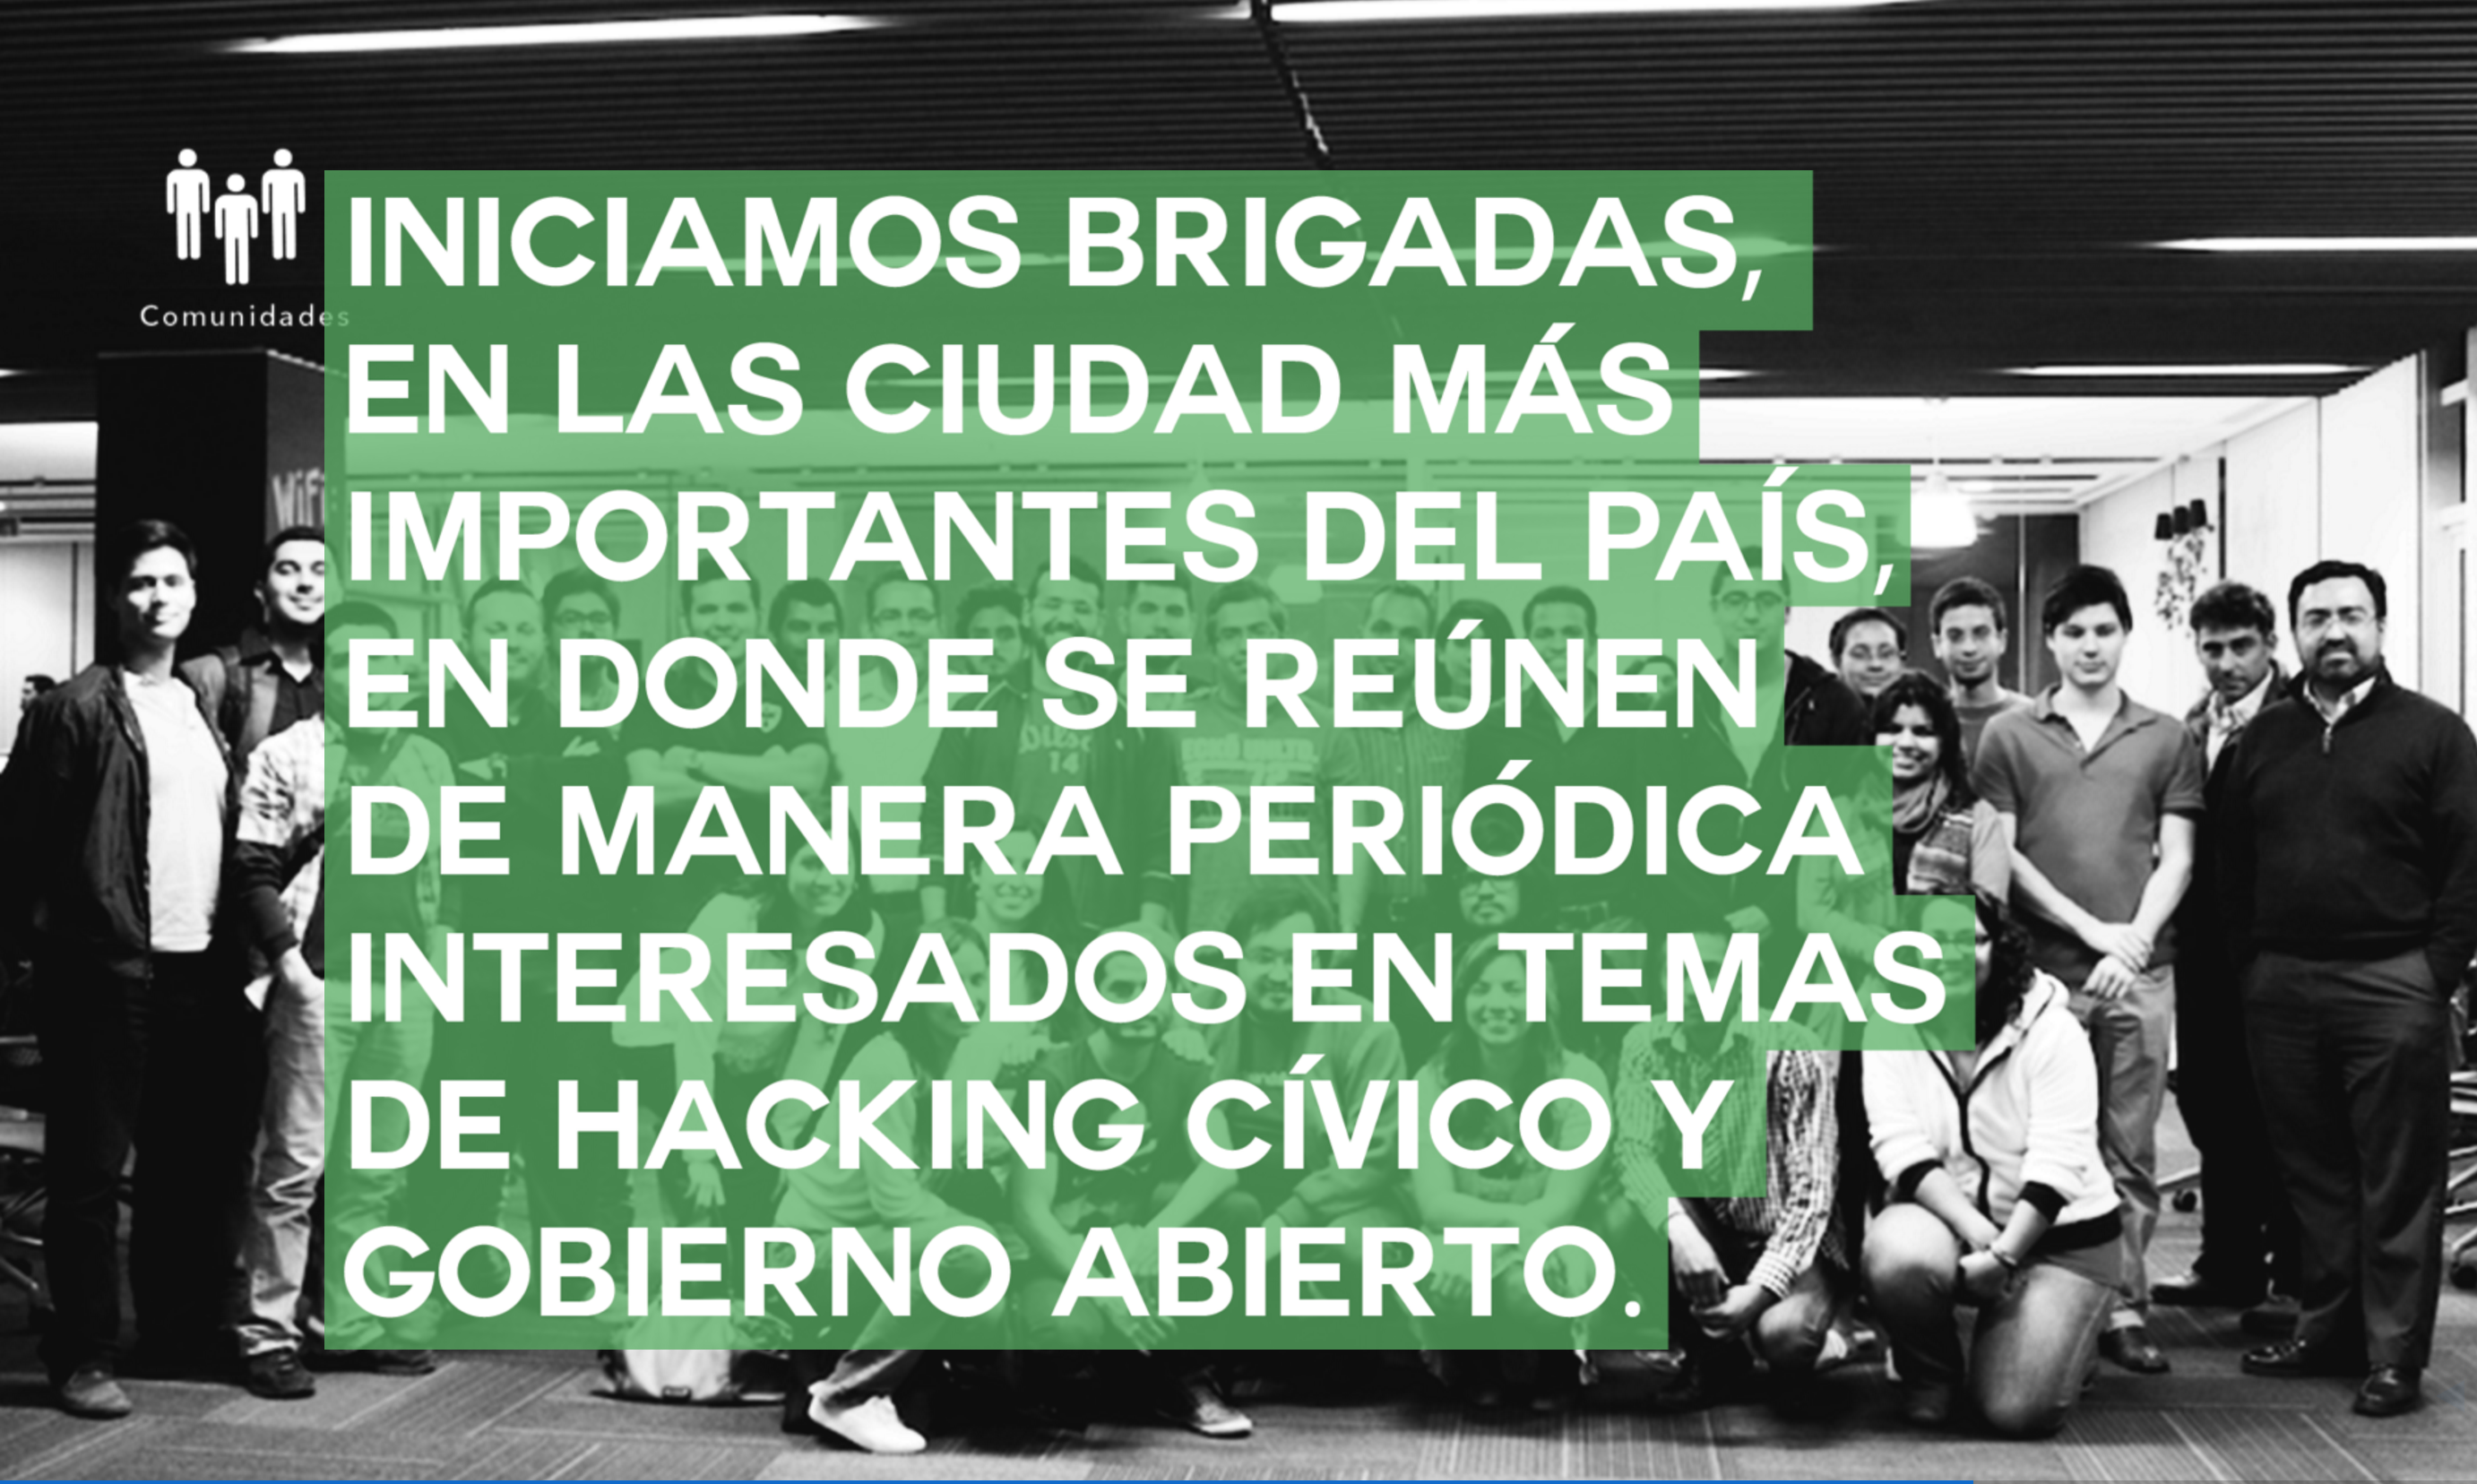 Comunidades
INICIAMOS BRIGADAS,
EN LAS CIUDAD MÁS
IMPORTANTES DEL PAÍS,
EN DONDE SE REÚNEN
DE MANERA PERIÓDICA
INTERESADOS EN TEMAS
DE HACKING CÍVICO Y
GOBIERNO ABIERTO.